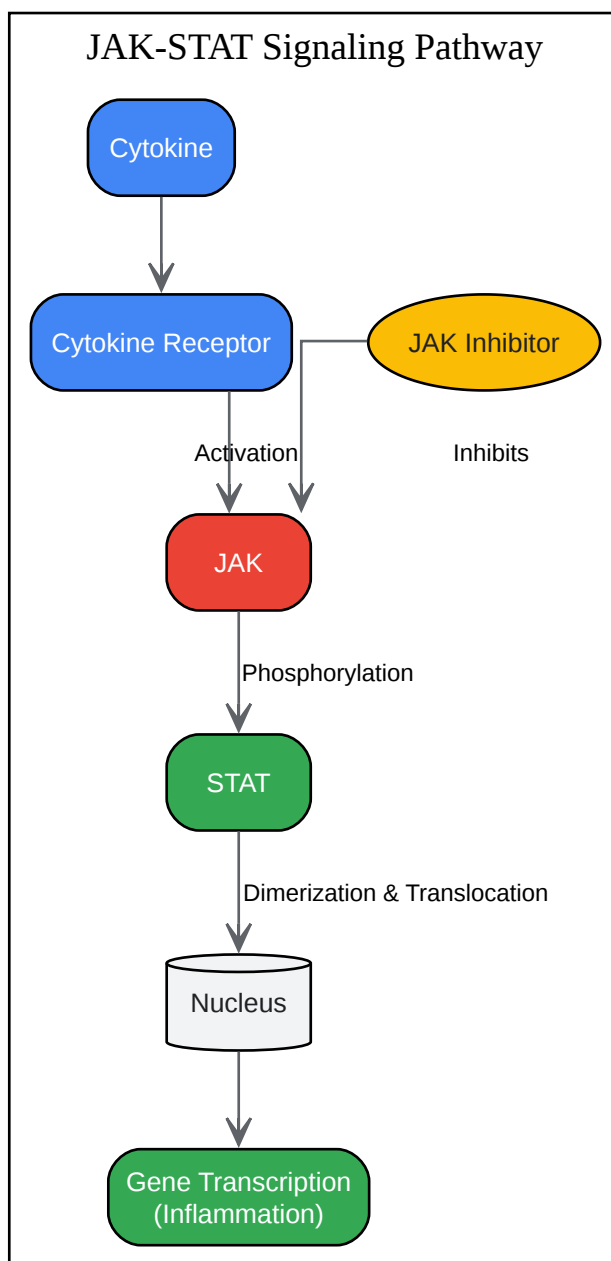 JAK-STAT Signaling Pathway
Cytokine
Cytokine Receptor
JAK Inhibitor
Activation
Inhibits
JAK
Phosphorylation
STAT
Dimerization & Translocation
Nucleus
Gene Transcription
(Inflammation)